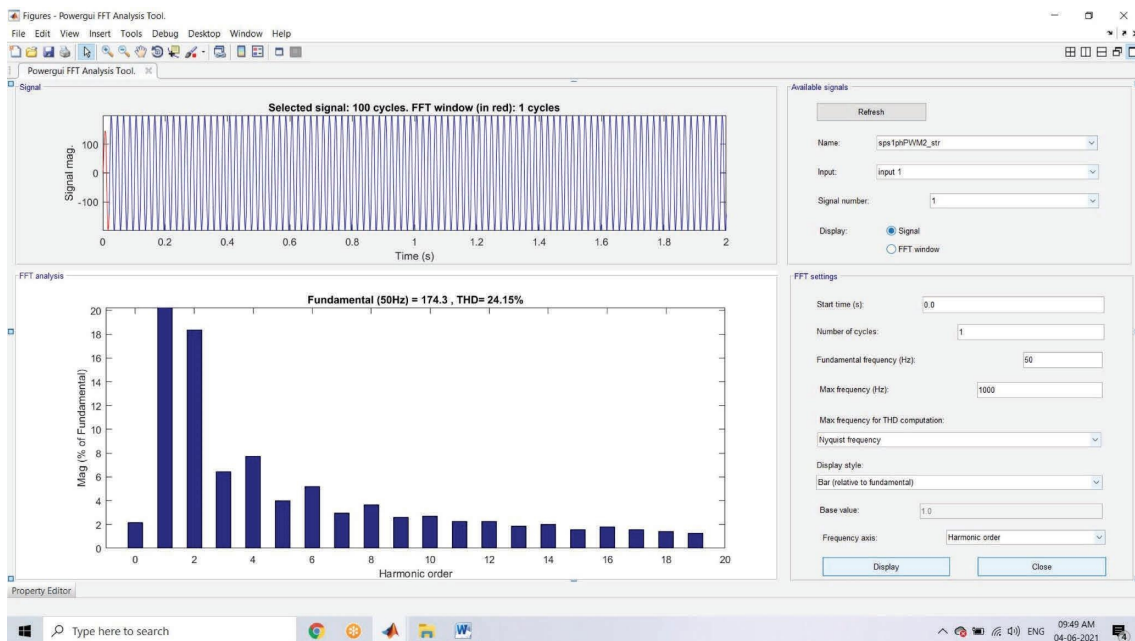 Figures - Powergui FFT Analysis Tool.
File Edit View Insert Tools Debug Desktop Window Help
Powergui FFT Analysis Tool.
Signal
Selected signal: 100 cycles. FFT window (in red): 1 cycles
Signal mag.
100
0
-100
0 0.2 0.4 0.6 0.8 1 1.2 1.4 1.6 1.8 2
Time (s)
FFT analysis
Fundamental (50Hz) = 174.3 , THD= 24.15%
Mag (% of Fundamental)
20
18
16
14
12
10
8
6
4
2
0
0 2 4 6 8 10 12 14 16 18 20
Harmonic order
Available signals
Refresh
Name: sps1phPWM2_str
Input: input 1
Signal number: 1
Display: Signal
FFT window
FFT settings
Start time (s): 0.0
Number of cycles: 1
Fundamental frequency (Hz): 50
Max frequency (Hz): 1000
Max frequency for THD computation:
Nyquist frequency
Display style:
Bar (relative to fundamental)
Base value: 1.0
Frequency axis: Harmonic order
Display Close
Property Editor
Type here to search
W
ENG
09:49 AM
04-06-2021
4